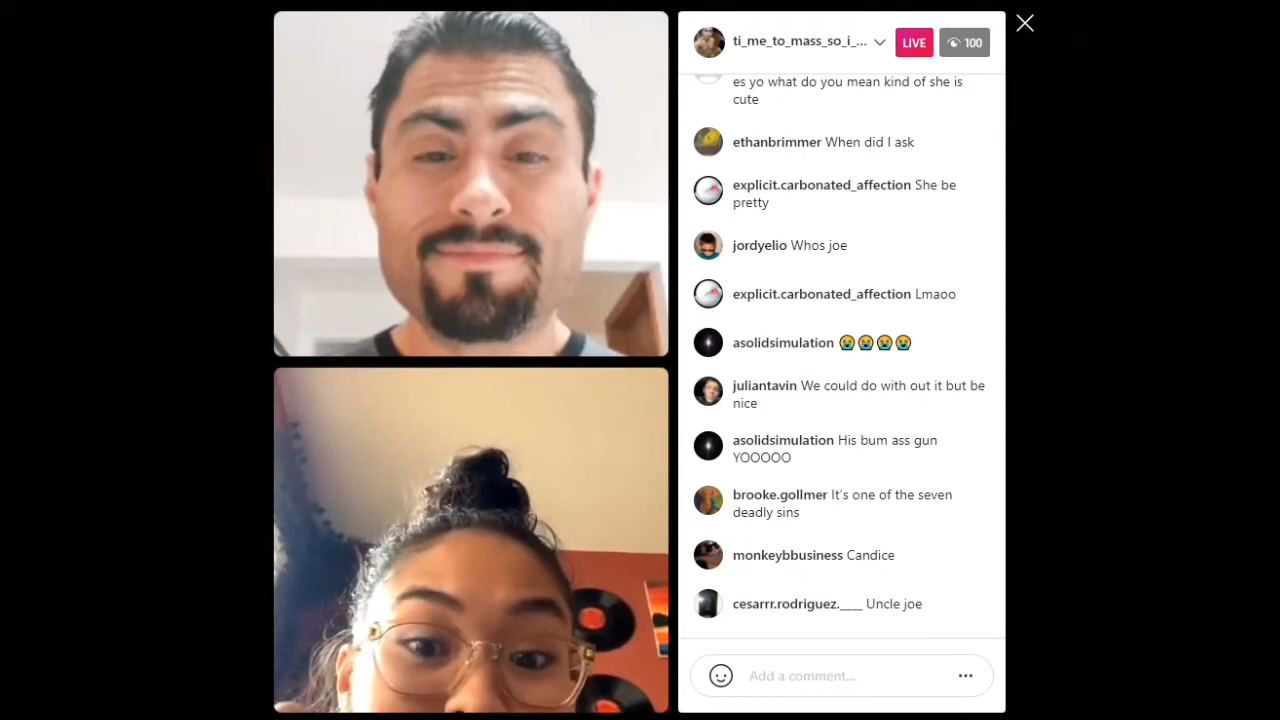 ti_me_to_mass_so_i_...
LIVE
100
es yo what do you mean kind of she is
cute
ethanbrimmer When did I ask
explicit.carbonated_affection She be
pretty
jordyelio Whos joe
explicit.carbonated_affection Lmaoo
asolidsimulation 😭😭😭😭
juliantavin We could do with out it but be
nice
asolidsimulation His bum ass gun
YOOOOO
brooke.gollmer It's one of the seven
deadly sins
monkeybbusiness Candice
cesarrr.rodriguez.____ Uncle joe
Add a comment...